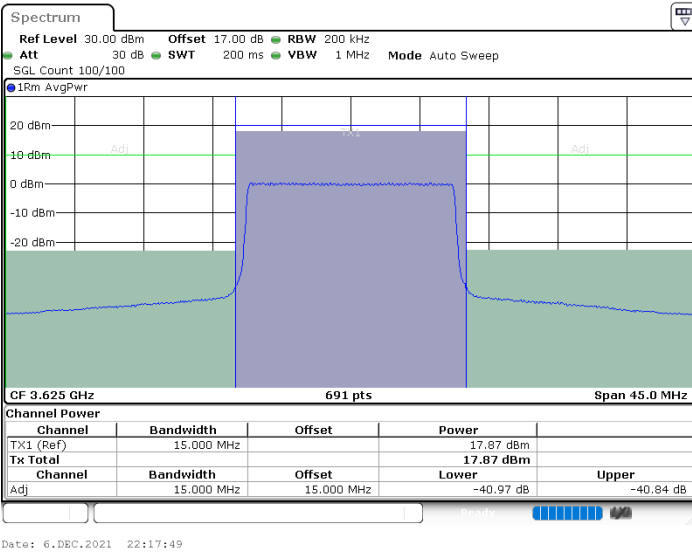 Spectrum
Ref Level 30.00 dBm Offset 17.00 dB RBW 200 kHz
Att 30 dB SWT 200 ms VBW 1 MHz Mode Auto Sweep
SGL Count 100/100
1Rm AvgPwr
20 dBm
TX1
10 dBm Adj Adj
0 dBm
-10 dBm
-20 dBm
CF 3.625 GHz 691 pts Span 45.0 MHz
Channel Power
Channel Bandwidth Offset Power
TX1 (Ref) 15.000 MHz 17.87 dBm
Tx Total 17.87 dBm
Channel Bandwidth Offset Lower Upper
Adj 15.000 MHz 15.000 MHz -40.97 dB -40.84 dB
Ready
Date: 6.DEC.2021 22:17:49